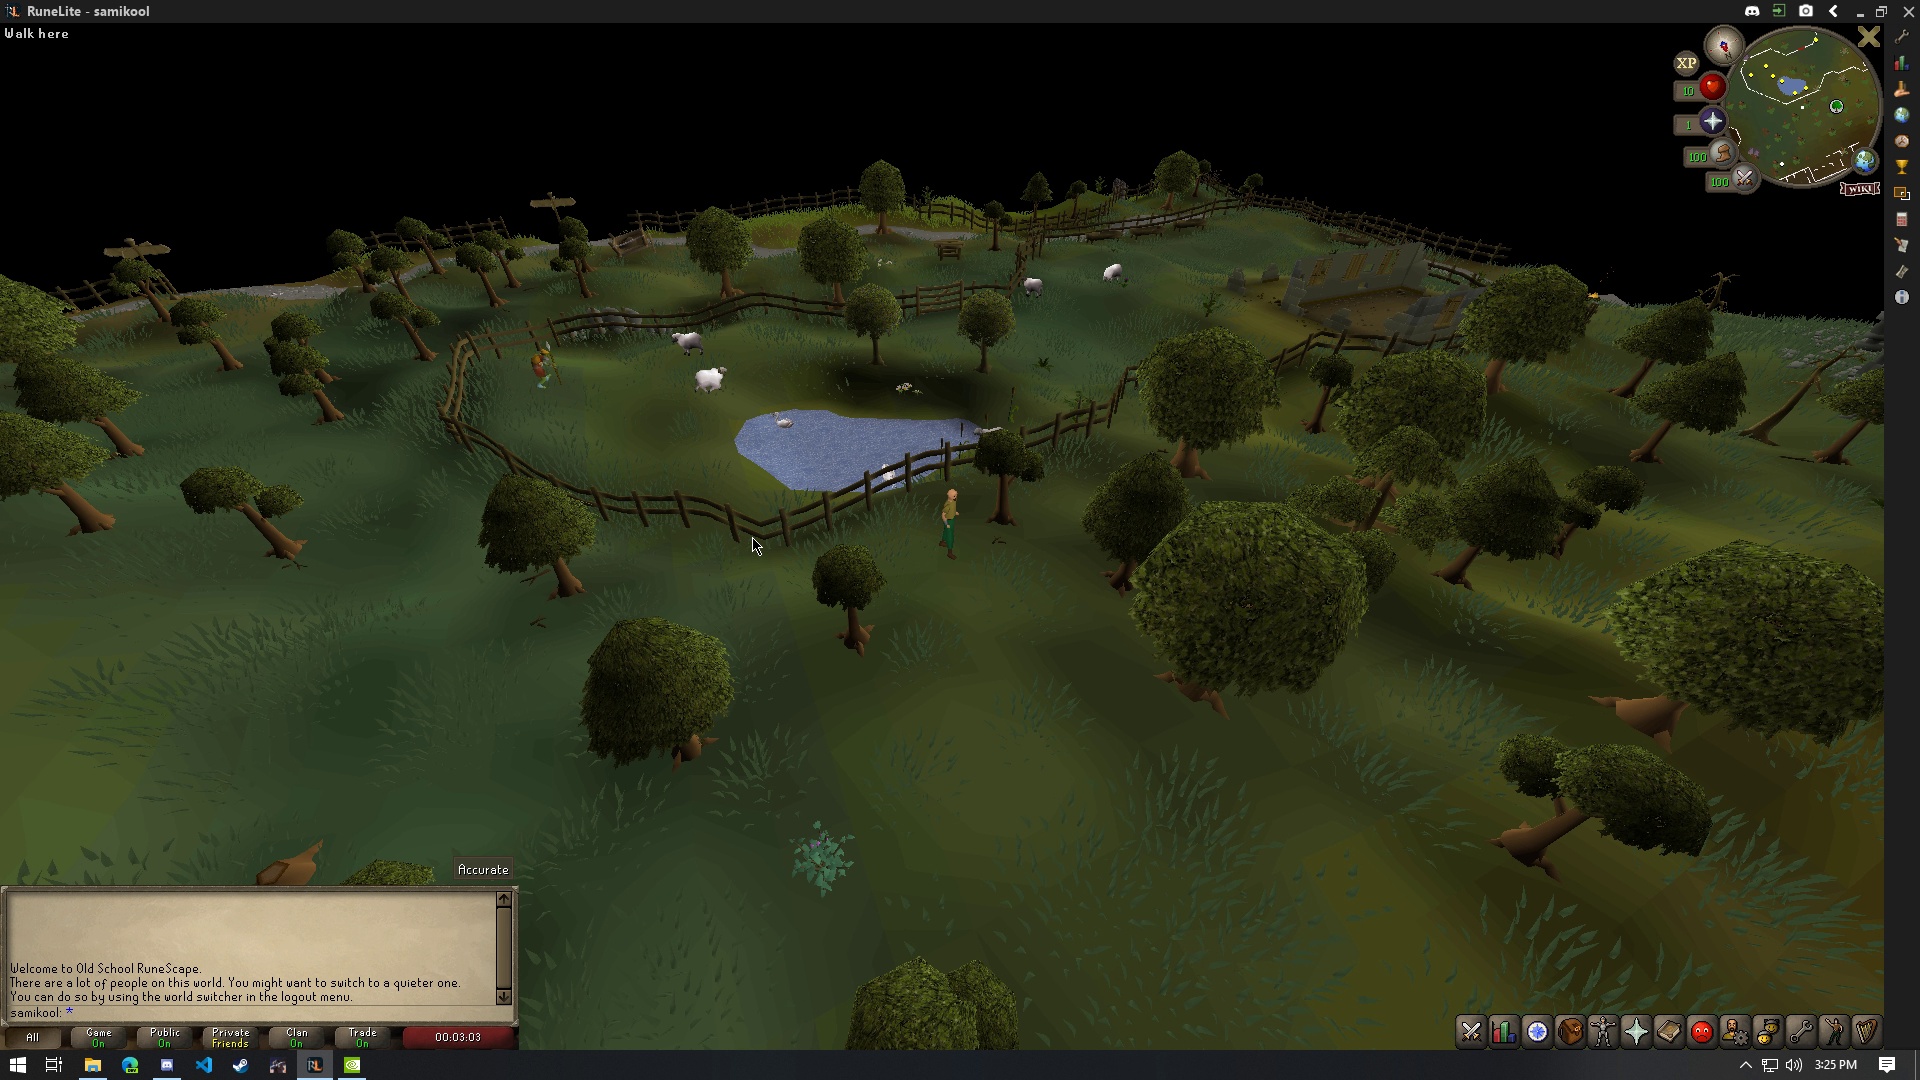 RuneLite - samikool
Walk here
XP
10
1
100
100
WIKI
Accurate
Welcome to Old School RuneScape.
There are a lot of people on this world. You might want to switch to a quieter one.
You can do so by using the world switcher in the logout menu.
samikool: *
All
Game
On
Public
On
Private
Friends
Clan
On
Trade
On
00:03:03
3:25 PM